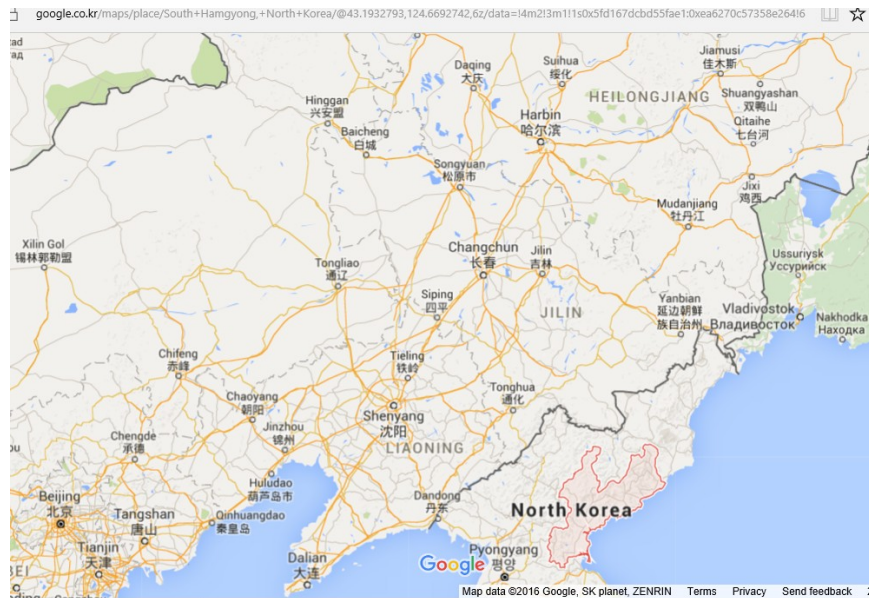 google.co.kr/maps/place/South+Hamgyong,+North+Korea/@43.1932793,124.6692742,6z/data=!4m2!3m1!1s0x5fd167dcbd55fae1:0xea6270c57358e264!6
Jiamusi
佳木斯
Daqing
大庆
Suihua
绥化
HEILONGJIANG
Shuangyashan
双鸭山
Hinggan
兴安盟
Harbin
哈尔滨
Qitaihe
七台河
Baicheng
白城
Songyuan
松原市
Jixi
鸡西
Mudanjiang
牡丹江
Xilin Gol
锡林郭勒盟
Changchun
长春
Jilin
吉林
Ussuriysk
Уссурийск
Tongliao
通辽
Siping
四平
JILIN
Yanbian
延边朝鲜
族自治州
Vladivostok
Владивосток
Nakhodka
Находка
Chifeng
赤峰
Tieling
铁岭
Chaoyang
朝阳
Tonghua
通化
Shenyang
沈阳
Jinzhou
锦州
LIAONING
Chengde
承德
Huludao
葫芦岛市
Dandong
丹东
Beijing
北京
Tangshan
唐山
Qinhuangdao
秦皇岛
North Korea
Tianjin
天津
Dalian
大连
Google
Pyongyang
평양
Map data ©2016 Google, SK planet, ZENRIN Terms Privacy Send feedback